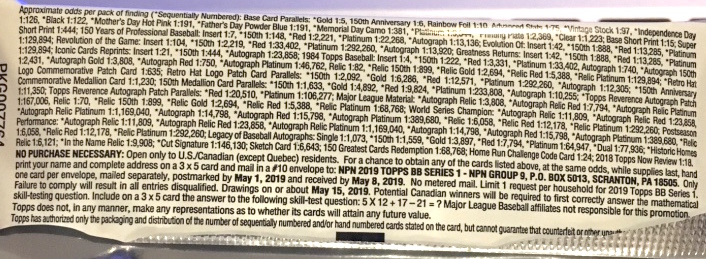 Approximate odds per pack of finding (*Sequentially Numbered): Base Card Parallels: *Gold 1:5, 150th Anniversary 1:6, Rainbow Foil 1:10, Advanced Stats 1:75, *Vintage Stock 1:97, *Independence Day
1:126, *Black 1:122, *Mother's Day Hot Pink 1:191, *Father's Day Powder Blue 1:191, *Memorial Day Camo 1:381, *Platinum Printing Plate 1:2,369, *Clear 1:1,223; Base Short Print 1:15; Super
Short Print 1:444; 150 Years of Professional Baseball: Insert 1:7, *150th 1:148, *Red 1:2,221, *Platinum 1:22,268, *Autograph 1:13,136; Evolution Of: Insert 1:42, *150th 1:888, *Red 1:13,285, *Platinum
1:129,894; Revolution of the Game: Insert 1:104, *150th 1:2,219, *Red 1:33,402, *Platinum 1:292,260, *Autograph 1:13,920; Greatness Returns: Insert 1:42, *150th 1:888, *Red 1:13,285, *Platinum
1:129,894; Iconic Cards Reprints: Insert 1:21, *150th 1:444, *Autograph 1:23,858; 1984 Topps Baseball: Insert 1:4, *150th 1:222, *Red 1:3,331, *Platinum 1:33,402, Autograph 1:740, *Autograph 150th
1:2,431, *Autograph Gold 1:3,808, *Autograph Red 1:750, Autograph Platinum 1:46,762, Relic 1:82, *Relic 150th 1:899, *Relic Gold 1:2,694, *Relic Red 1:5,388, *Relic Platinum 1:129,894; *Retro Hat
Logo Commemorative Patch Card 1:635; Retro Hat Logo Patch Card Parallels: *150th 1:2,092, *Gold 1:6,286, *Red 1:12,571, *Platinum 1:292,260, *Autograph 1:12,305; *150th Anniversary
Commemorative Medallion Card 1:1,230; 150th Medallion Card Parallels: *150th 1:1,633, *Gold 1:4,892, *Red 1:9,824, *Platinum 1:233,808, *Autograph 1:10,255; *Topps Reverence Autograph Patch
1:11,350; Topps Reverence Autograph Patch Parallels: *Red 1:20,510, *Platinum 1:106,277; Major League Material: *Autograph Relic 1:3,808, *Autograph Relic Red 1:7,794, *Autograph Relic Platinum
1:167,006, Relic 1:70, *Relic 150th 1:899, *Relic Gold 1:2,694, *Relic Red 1:5,388, *Relic Platinum 1:68,768; World Series Champion: *Autograph Relic 1:11,809, *Autograph Relic Red 1:23,858,
*Autograph Relic Platinum 1:1,169,040, *Autograph 1:14,798, *Autograph Red 1:15,798, *Autograph Platinum 1:389,680, *Relic 1:6,058, *Relic Red 1:12,178, *Relic Platinum 1:292,260; Postseason
Performance: *Autograph Relic 1:11,809, *Autograph Relic Red 1:23,858, *Autograph Relic Platinum 1:1,169,040, *Autograph 1:14,798, *Autograph Red 1:15,798, *Autograph Platinum 1:389,680, *Relic
1:6,058, *Relic Red 1:12,178, *Relic Platinum 1:292,260; Legacy of Baseball Autographs: Single 1:1,073, *150th 1:1,559, *Gold 1:3,897, *Red 1:7,794, *Platinum 1:64,947, *Dual 1:77,936; *Historic Homes
Relic 1:6,121; *In the Name Relic 1:9,908; *Cut Signature 1:146,130; Sketch Card 1:6,643; 150 Greatest Cards Redemption 1:68,768; Home Run Challenge Code Card 1:24; 2018 Topps Now Review 1:18.
NO PURCHASE NECESSARY: Open only to U.S./Canadian (except Quebec) residents. For a chance to obtain any of the cards listed above, at the same odds, while supplies last, hand
print your name and complete address on a 3 x 5 card and mail in a #10 envelope to: NPN 2019 TOPPS BB SERIES 1 - NPN GROUP 9, P.O. BOX 5013, SCRANTON, PA 18505. Only
one card per envelope, mailed separately, postmarked by May 1, 2019 and received by May 8, 2019. No metered mail. Limit 1 request per household for 2019 Topps BB Series 1.
Failure to comply will result in all entries disqualified. Drawings on or about May 15, 2019. Potential Canadian winners will be required to first correctly answer the mathematical
skill-testing question. Include on a 3 x 5 card the answer to the following skill-test question: 5 X 12 + 17 – 21 = ? Major League Baseball affiliates not responsible for this promotion.
Topps does not, in any manner, make any representations as to whether its cards will attain any future value.
Topps has authorized only the packaging and distribution of the number of sequentially numbered and/or hand numbered cards stated on the card, but cannot guarantee that counterfeit or other